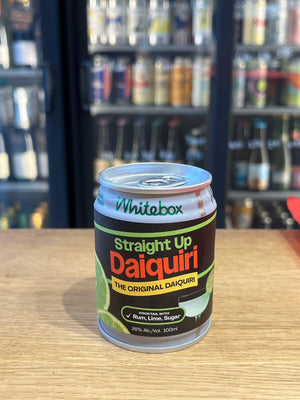 Whitebox
Straight Up
Daiquiri
THE ORIGINAL DAIQUIRI
COCKTAIL WITH
✓ Rum, Lime, Sugar
26% Alc./Vol. 100ml